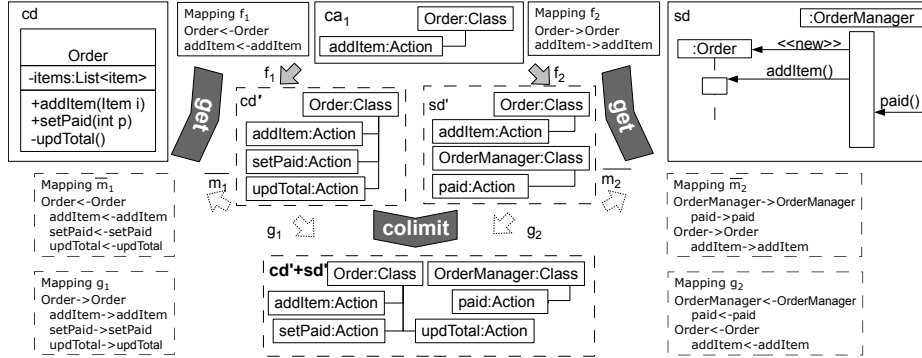 cd
Order
-items:List<item>
+addItem(Item i)
+setPaid(int p)
-updTotal()
Mapping f1
Order<-Order
addItem<-addItem
ca1
Order:Class
addItem:Action
Mapping f2
Order->Order
addItem->addItem
sd
:OrderManager
:Order
<<new>>
addItem()
paid()
get
f1
f2
get
cd'
Order:Class
addItem:Action
setPaid:Action
updTotal:Action
sd'
Order:Class
addItem:Action
OrderManager:Class
paid:Action
m1
m2
Mapping m1
Order<-Order
addItem<-addItem
setPaid<-setPaid
updTotal<-updTotal
g1
colimit
g2
Mapping m2
OrderManager->OrderManager
paid->paid
Order->Order
addItem->addItem
Mapping g1
Order->Order
addItem->addItem
setPaid->setPaid
updTotal->updTotal
cd'+sd'
Order:Class
OrderManager:Class
addItem:Action
paid:Action
setPaid:Action
updTotal:Action
Mapping g2
OrderManager<-OrderManager
paid<-paid
Order<-Order
addItem<-addItem